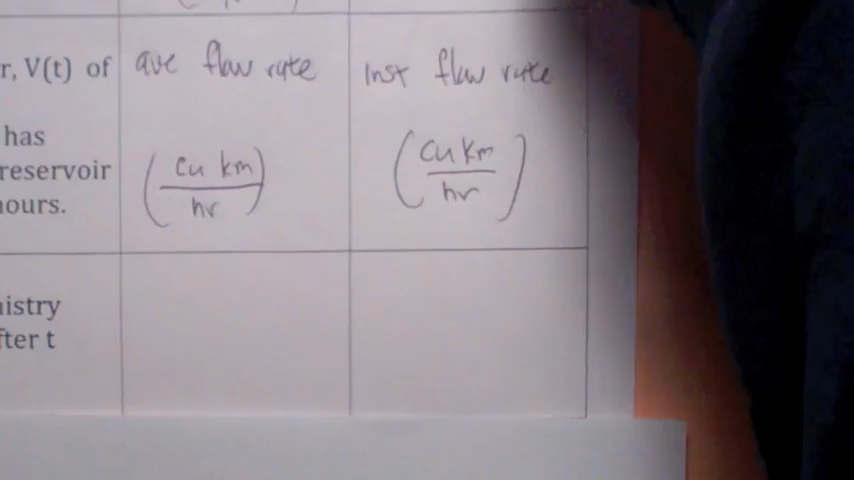 r, V(t) of
has
reservoir
hours.
ave flow rate
(cu km/hr)
inst flow rate
(cu km/hr)
istry
fter t